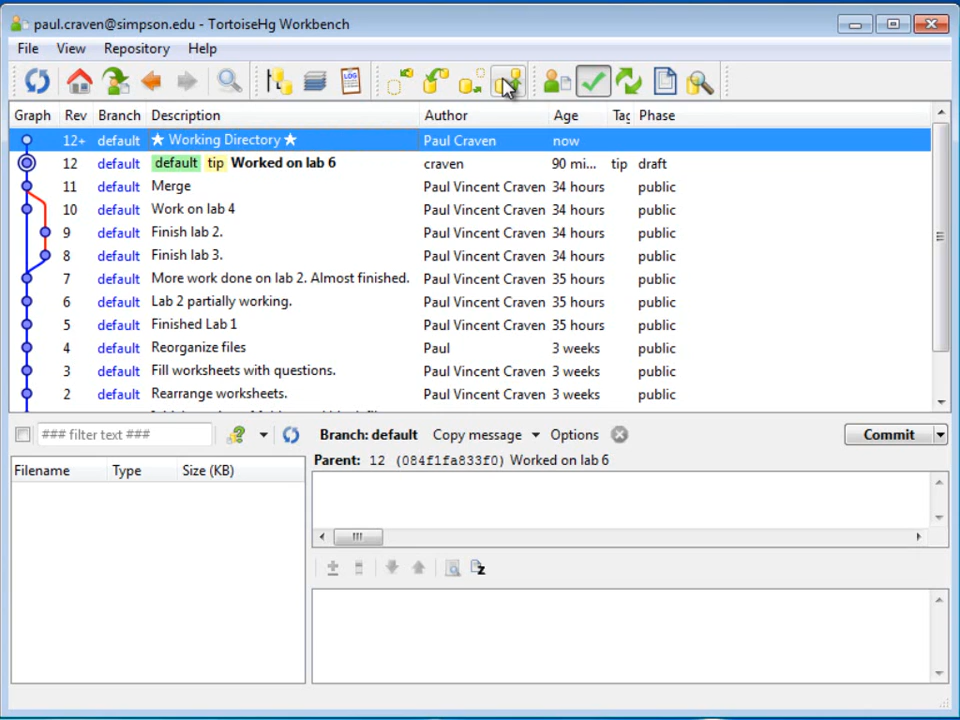 paul.craven@simpson.edu - TortoiseHg Workbench
File View Repository Help
LOG
Graph Rev Branch Description Author Age Tag Phase
12+ default ★ Working Directory ★ Paul Craven now
12 default default tip Worked on lab 6 craven 90 mi... tip draft
11 default Merge Paul Vincent Craven 34 hours public
10 default Work on lab 4 Paul Vincent Craven 34 hours public
9 default Finish lab 2. Paul Vincent Craven 34 hours public
8 default Finish lab 3. Paul Vincent Craven 34 hours public
7 default More work done on lab 2. Almost finished. Paul Vincent Craven 35 hours public
6 default Lab 2 partially working. Paul Vincent Craven 35 hours public
5 default Finished Lab 1 Paul Vincent Craven 35 hours public
4 default Reorganize files Paul 3 weeks public
3 default Fill worksheets with questions. Paul Vincent Craven 3 weeks public
2 default Rearrange worksheets. Paul Vincent Craven 3 weeks public
### filter text ### Branch: default Copy message Options Commit
Parent: 12 (084f1fa833f0) Worked on lab 6
Filename Type Size (KB)